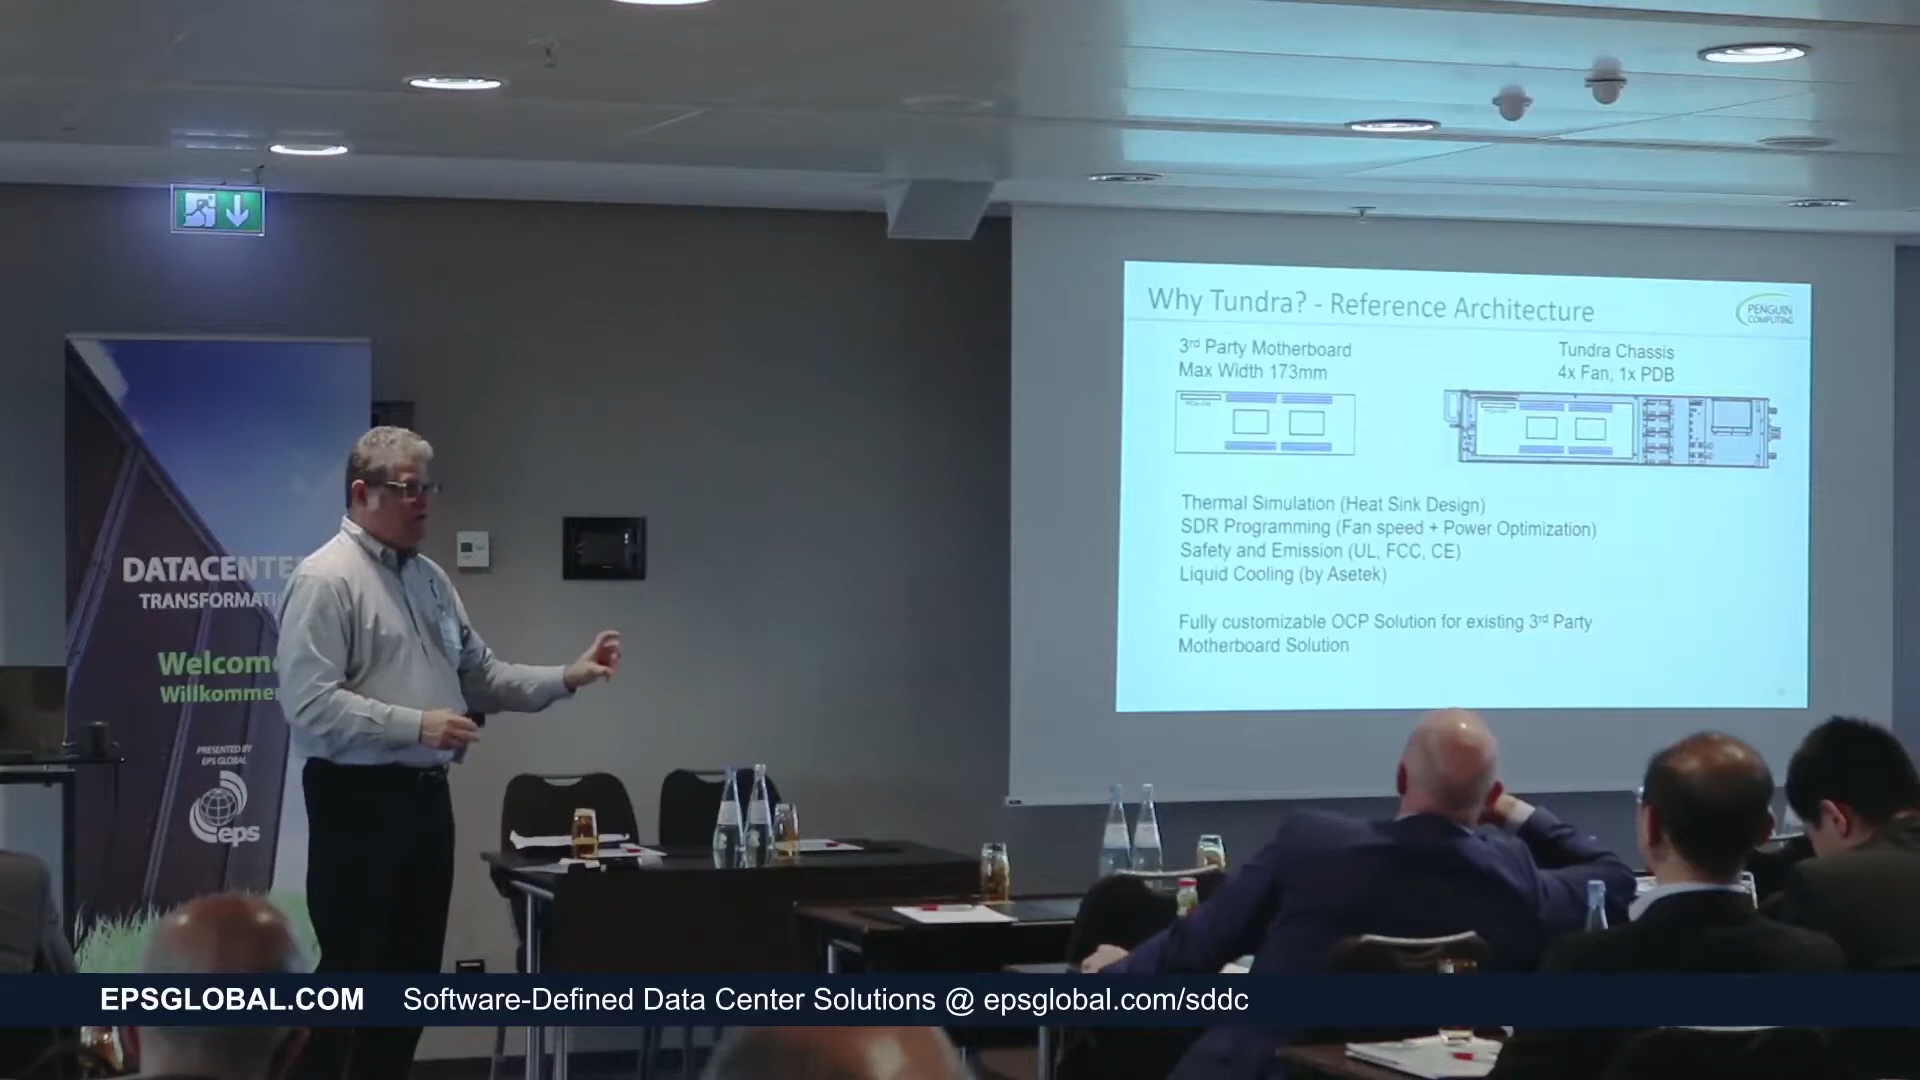 Why Tundra? - Reference Architecture
PENGUIN
COMPUTING
3rd Party Motherboard
Max Width 173mm
Tundra Chassis
4x Fan, 1x PDB
Thermal Simulation (Heat Sink Design)
SDR Programming (Fan speed + Power Optimization)
Safety and Emission (UL, FCC, CE)
Liquid Cooling (by Asetek)
Fully customizable OCP Solution for existing 3rd Party
Motherboard Solution
DATACENTE
TRANSFORMATI
Welcome
Willkommen
PRESENTED BY
EPS GLOBAL
eps
EPSGLOBAL.COM Software-Defined Data Center Solutions @ epsglobal.com/sddc